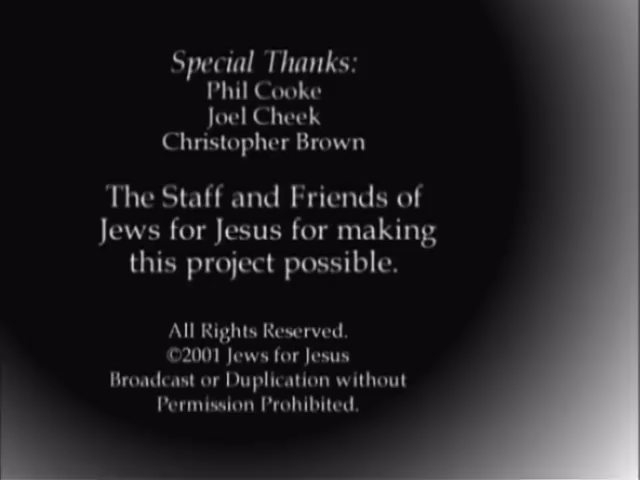 Special Thanks:
Phil Cooke
Joel Cheek
Christopher Brown
The Staff and Friends of
Jews for Jesus for making
this project possible.
All Rights Reserved.
©2001 Jews for Jesus
Broadcast or Duplication without
Permission Prohibited.